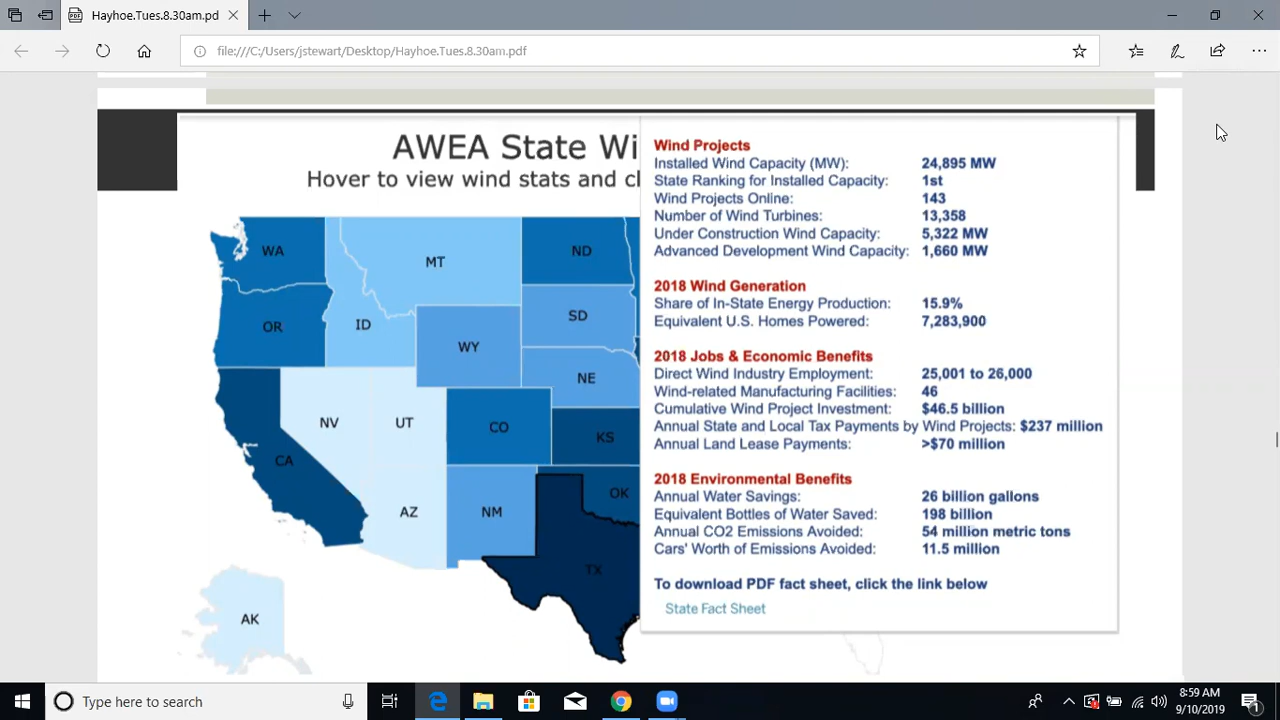 Hayhoe.Tues.8.30am.pdf
file:///C:/Users/jstewart/Desktop/Hayhoe.Tues.8.30am.pdf
AWEA State Wi
Hover to view wind stats and cl
WA
MT
ND
OR
ID
SD
WY
NE
NV
UT
CO
KS
CA
AZ
NM
OK
TX
AK
Wind Projects
Installed Wind Capacity (MW): 24,895 MW
State Ranking for Installed Capacity: 1st
Wind Projects Online: 143
Number of Wind Turbines: 13,358
Under Construction Wind Capacity: 5,322 MW
Advanced Development Wind Capacity: 1,660 MW
2018 Wind Generation
Share of In-State Energy Production: 15.9%
Equivalent U.S. Homes Powered: 7,283,900
2018 Jobs & Economic Benefits
Direct Wind Industry Employment: 25,001 to 26,000
Wind-related Manufacturing Facilities: 46
Cumulative Wind Project Investment: $46.5 billion
Annual State and Local Tax Payments by Wind Projects: $237 million
Annual Land Lease Payments: >$70 million
2018 Environmental Benefits
Annual Water Savings: 26 billion gallons
Equivalent Bottles of Water Saved: 198 billion
Annual CO2 Emissions Avoided: 54 million metric tons
Cars' Worth of Emissions Avoided: 11.5 million
To download PDF fact sheet, click the link below
State Fact Sheet
Type here to search
8:59 AM
9/10/2019